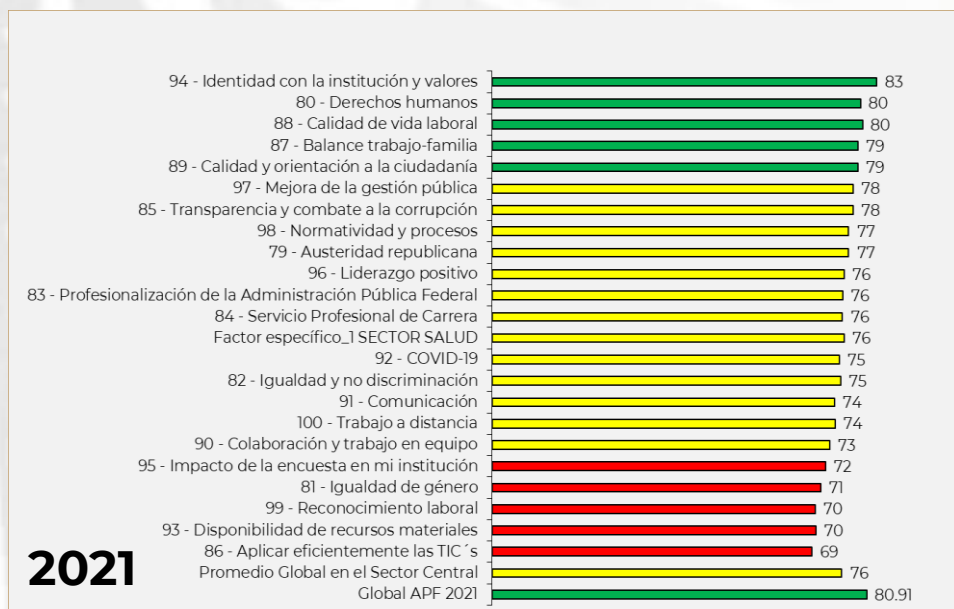 94 - Identidad con la institución y valores 83
80 - Derechos humanos 80
88 - Calidad de vida laboral 80
87 - Balance trabajo-familia 79
89 - Calidad y orientación a la ciudadanía 79
97 - Mejora de la gestión pública 78
85 - Transparencia y combate a la corrupción 78
98 - Normatividad y procesos 77
79 - Austeridad republicana 77
96 - Liderazgo positivo 76
83 - Profesionalización de la Administración Pública Federal 76
84 - Servicio Profesional de Carrera 76
Factor específico_1 SECTOR SALUD 76
92 - COVID-19 75
82 - Igualdad y no discriminación 75
91 - Comunicación 74
100 - Trabajo a distancia 74
90 - Colaboración y trabajo en equipo 73
95 - Impacto de la encuesta en mi institución 72
81 - Igualdad de género 71
99 - Reconocimiento laboral 70
93 - Disponibilidad de recursos materiales 70
86 - Aplicar eficientemente las TIC´s 69
Promedio Global en el Sector Central 76
Global APF 2021 80.91
2021